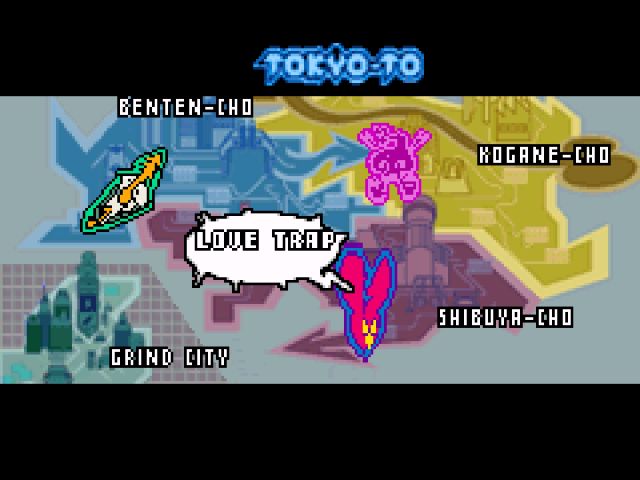 TOKYO-TO
BENTEN-CHO
KOGANE-CHO
LOVE TRAP
SHIBUYA-CHO
GRIND CITY